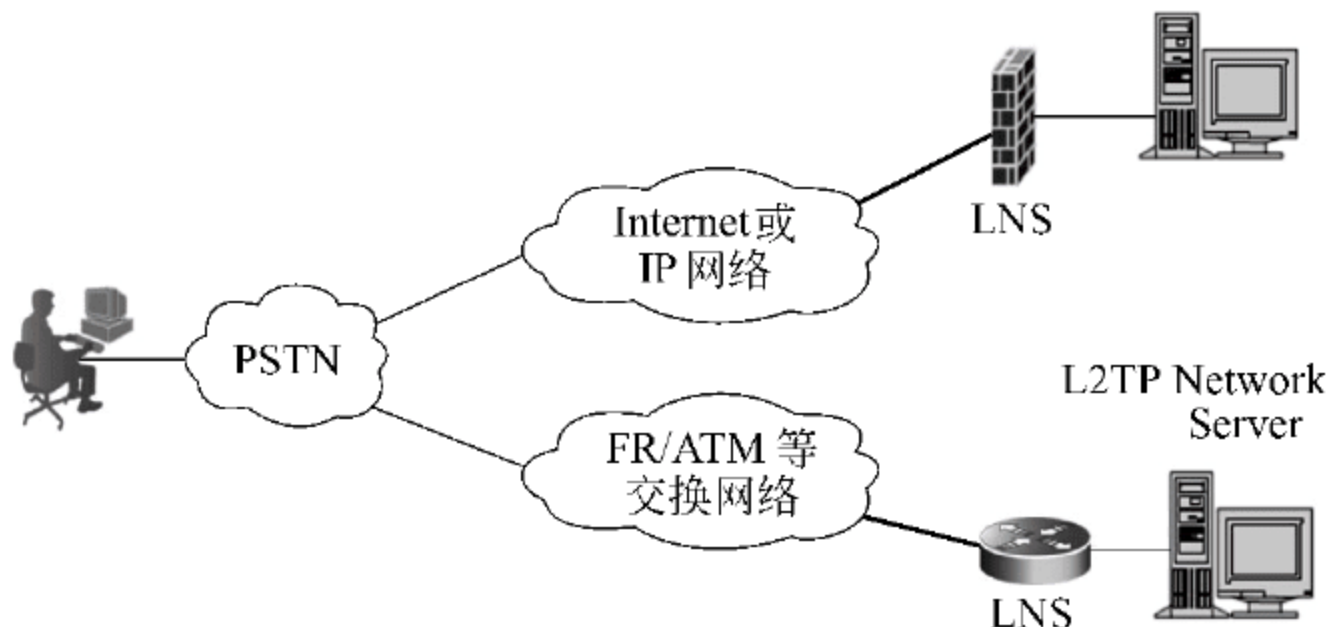 Internet或
IP 网络
LNS
PSTN
L2TP Network
Server
FR/ATM 等
交换网络
LNS